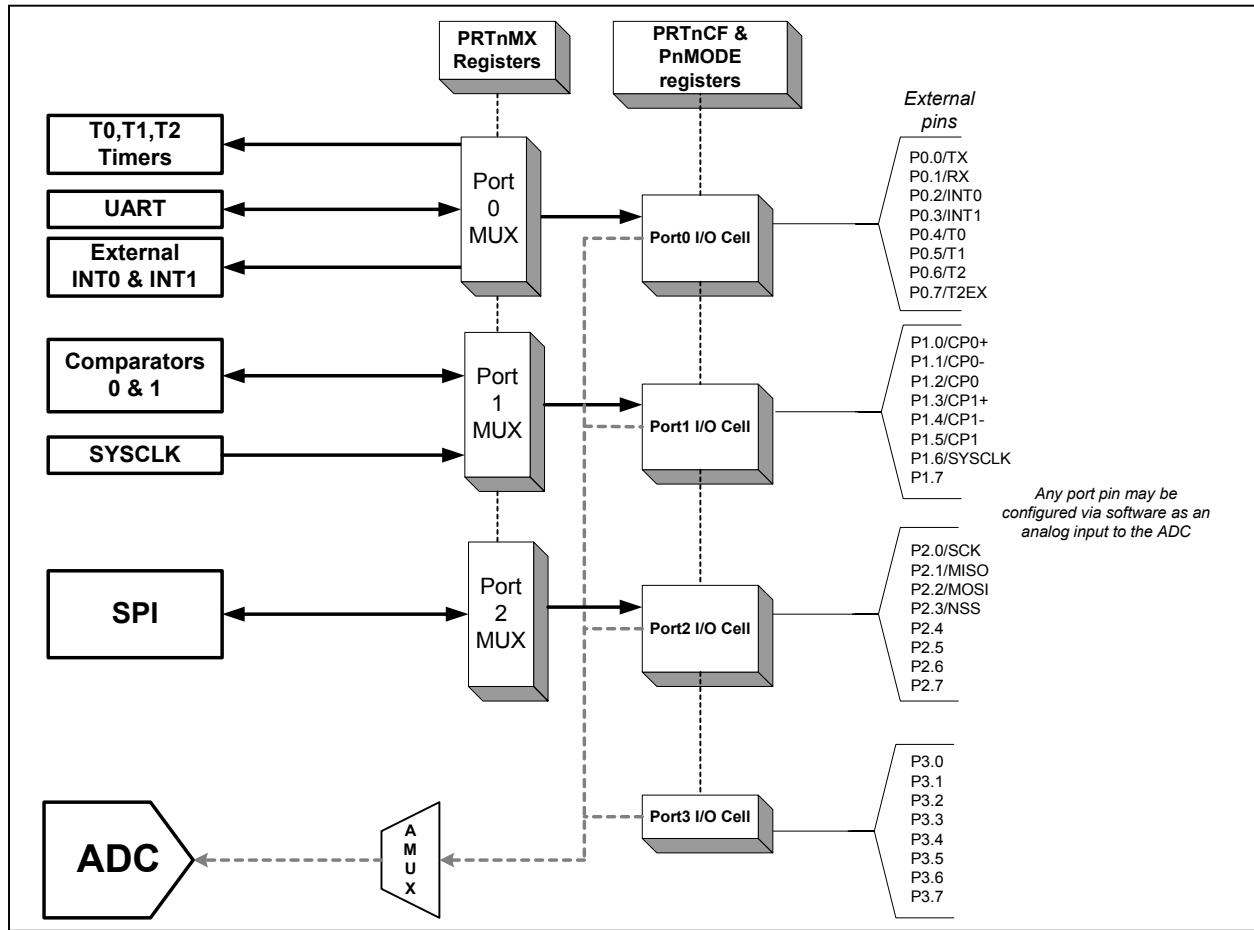 PRTnMX
Registers
PRTnCF &
PnMODE
registers
External
pins
T0,T1,T2
Timers
UART
External
INT0 & INT1
Port
0
MUX
Port0 I/O Cell
P0.0/TX
P0.1/RX
P0.2/INT0
P0.3/INT1
P0.4/T0
P0.5/T1
P0.6/T2
P0.7/T2EX
Comparators
0 & 1
SYSCLK
Port
1
MUX
Port1 I/O Cell
P1.0/CP0+
P1.1/CP0-
P1.2/CP0
P1.3/CP1+
P1.4/CP1-
P1.5/CP1
P1.6/SYSCLK
P1.7
Any port pin may be
configured via software as an
analog input to the ADC
SPI
Port
2
MUX
Port2 I/O Cell
P2.0/SCK
P2.1/MISO
P2.2/MOSI
P2.3/NSS
P2.4
P2.5
P2.6
P2.7
ADC
A
M
U
X
Port3 I/O Cell
P3.0
P3.1
P3.2
P3.3
P3.4
P3.5
P3.6
P3.7